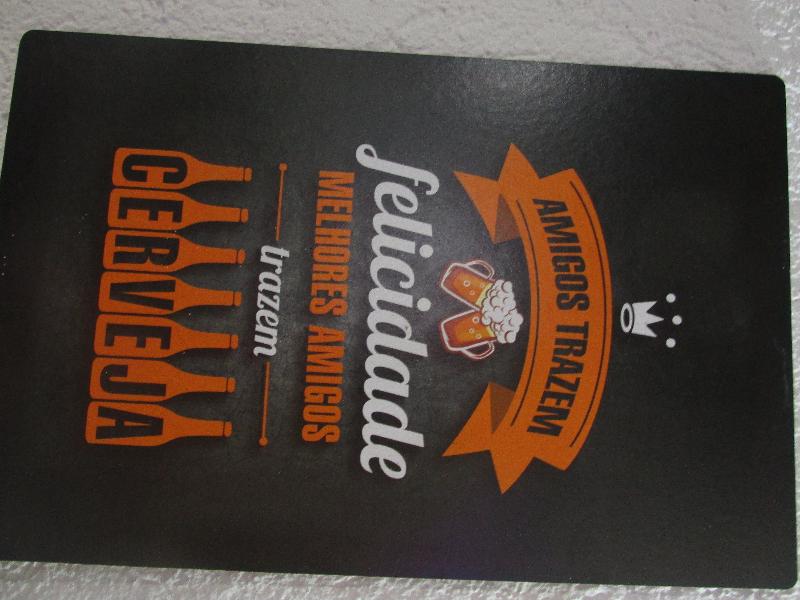 AMIGOS TRAZEM
felicidade
MELHORES AMIGOS
trazem
CERVEJA